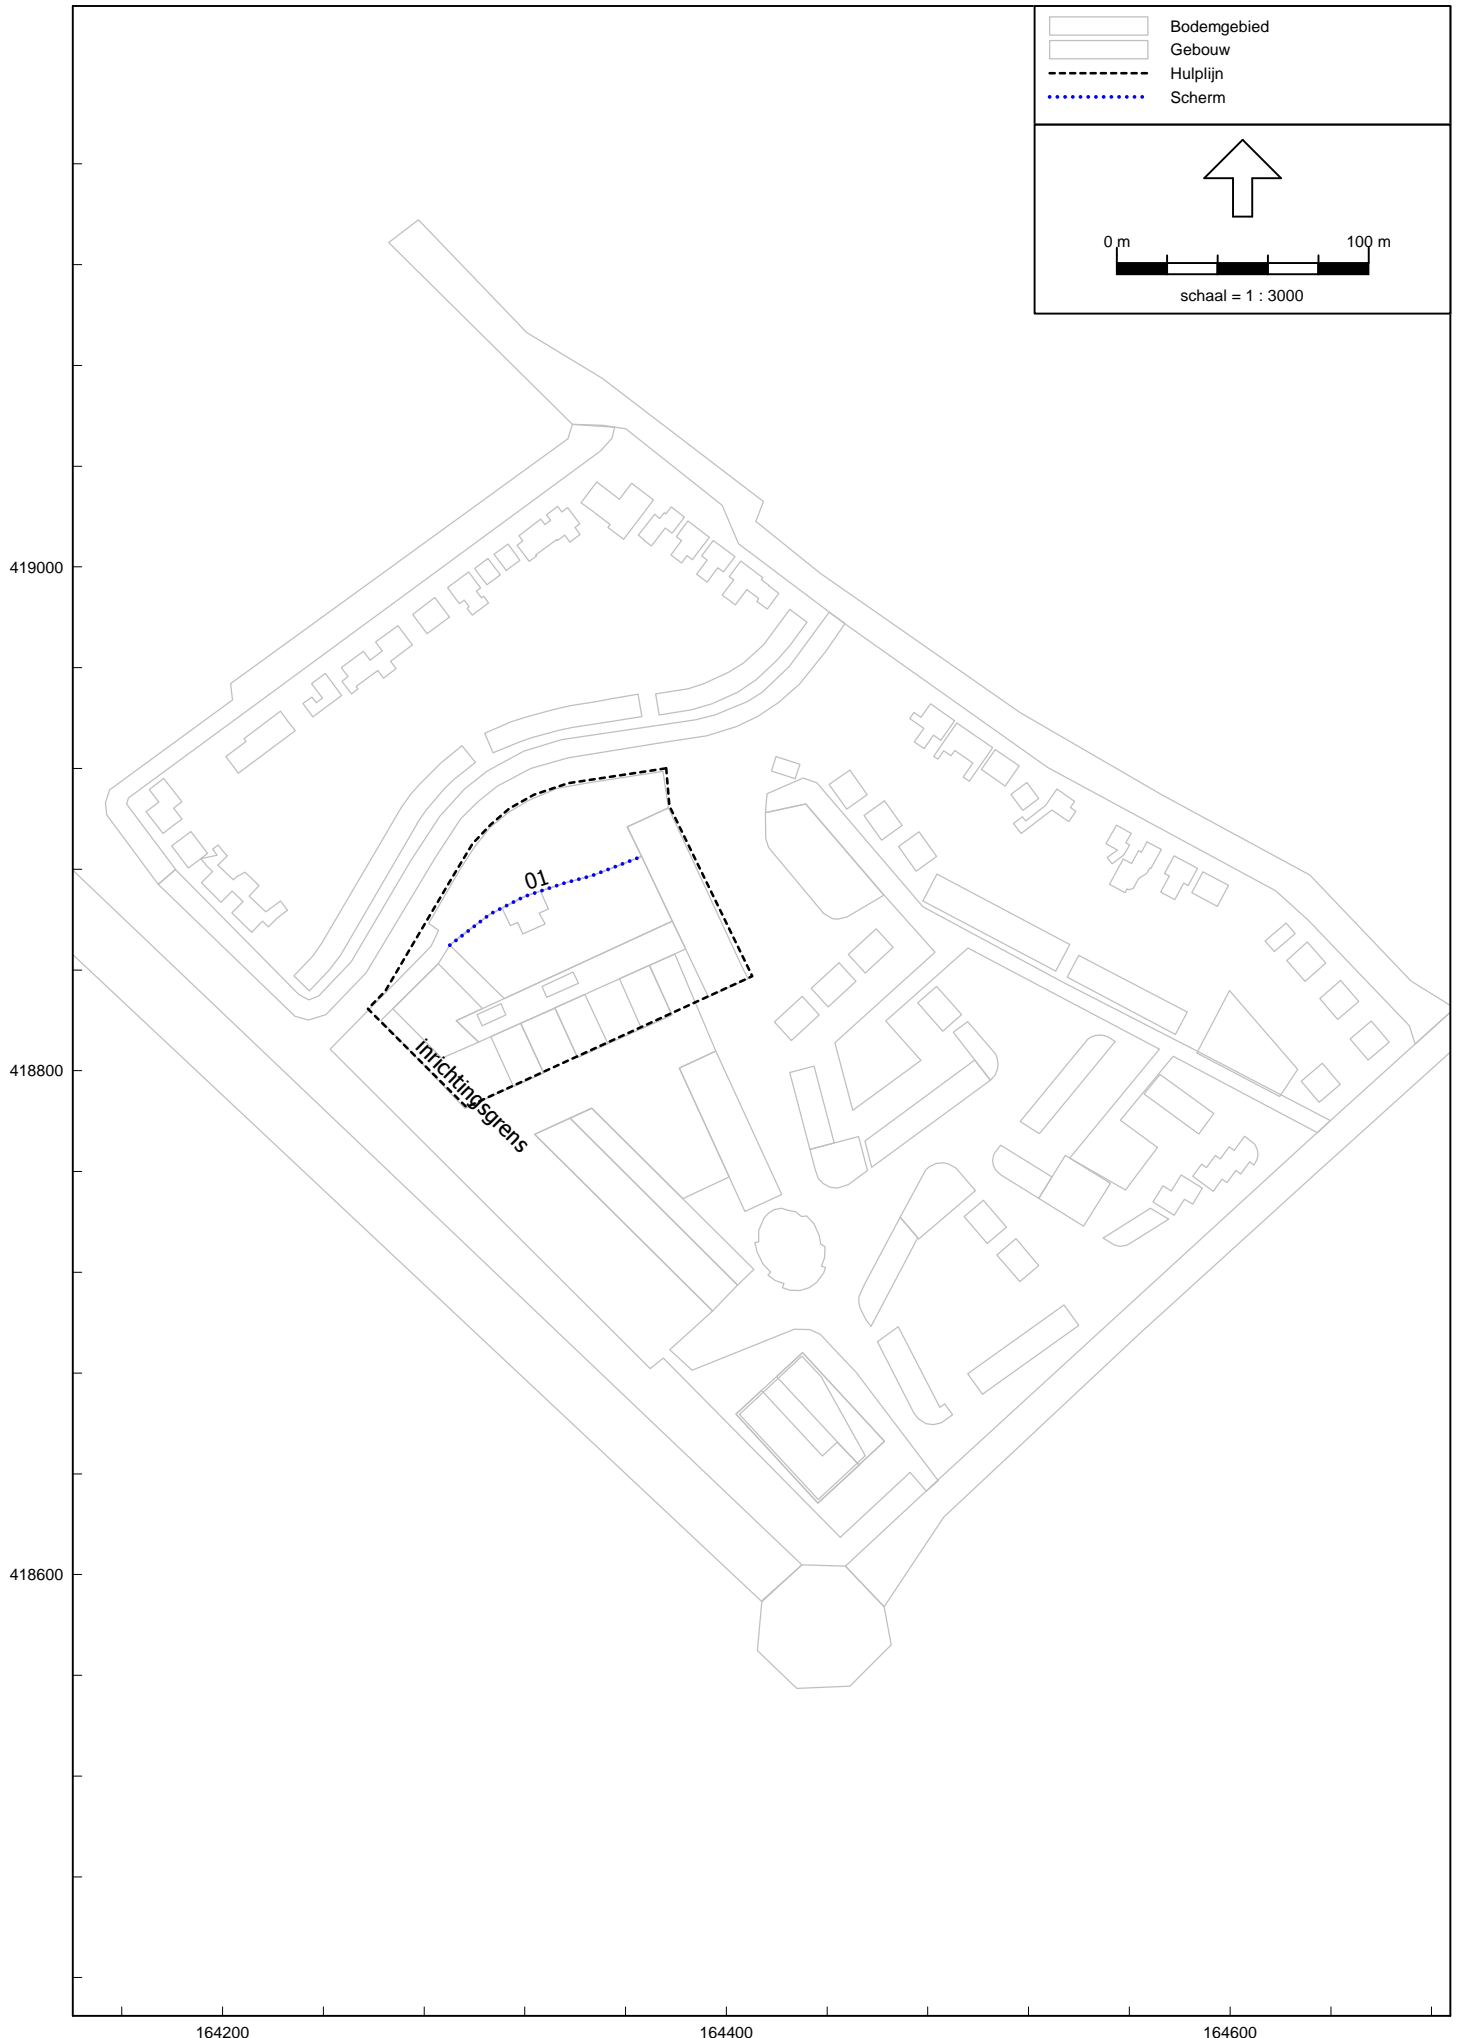 Bodemgebied
Gebouw
Hulplijn
Scherm
0 m 100 m
schaal = 1 : 3000
419000
01
418800
inrichtingsgrens
418600
164200 164400 164600